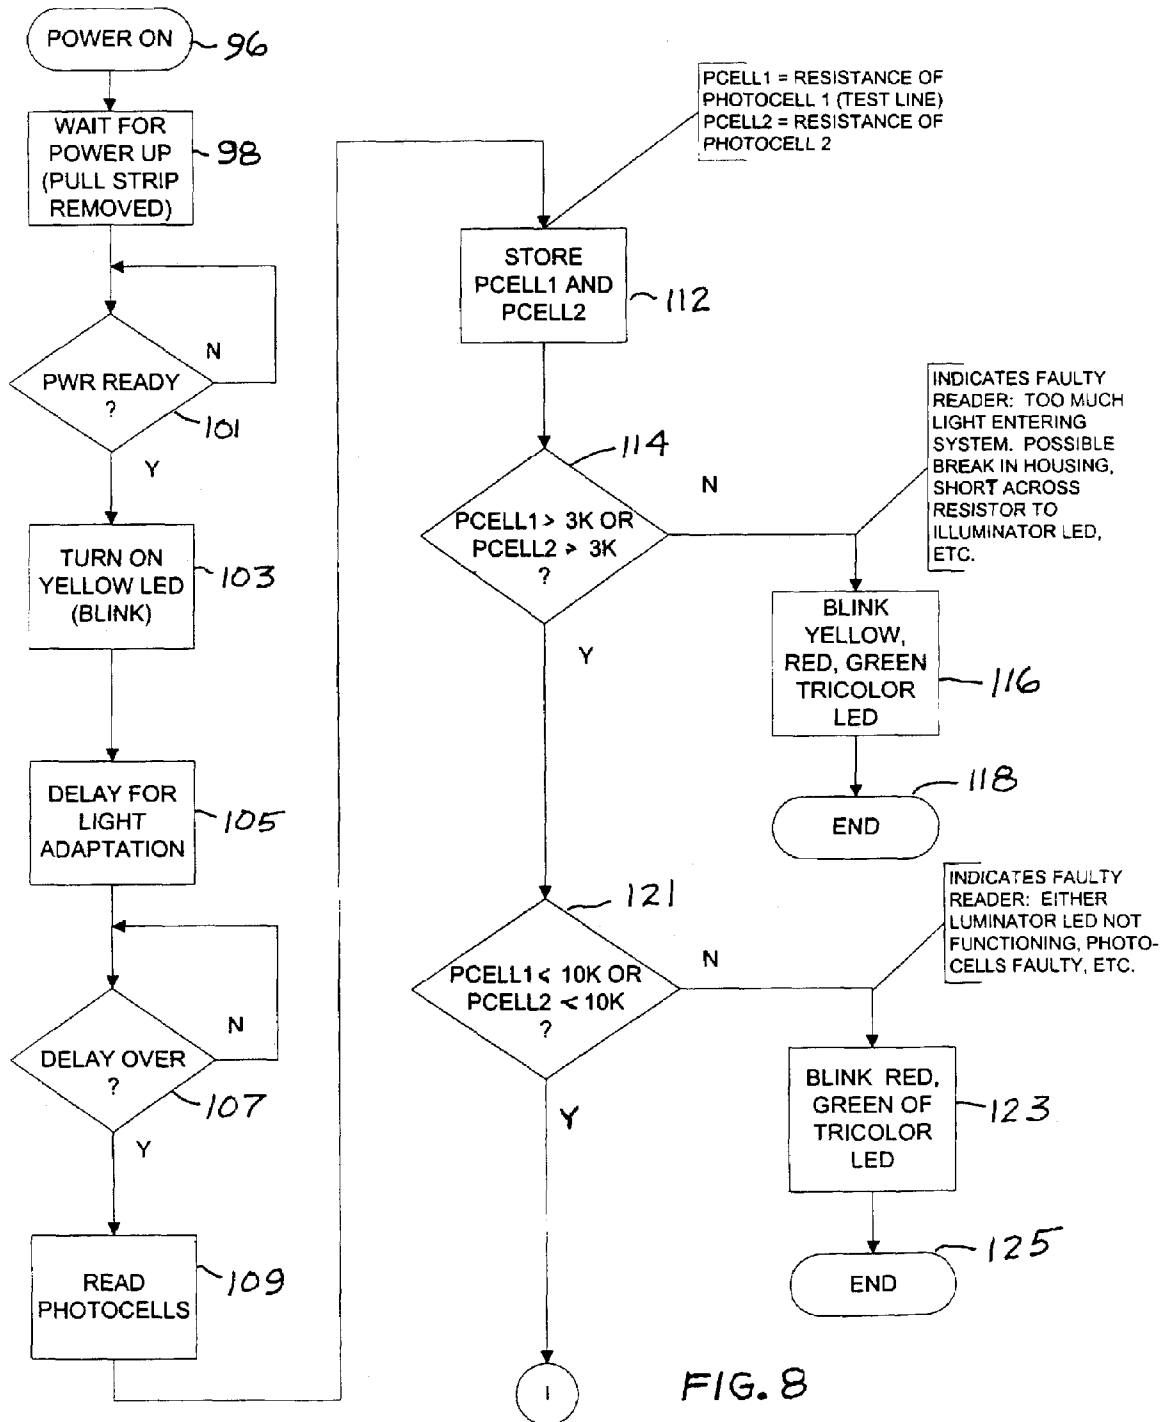 POWER ON
96
WAIT FOR
POWER UP
(PULL STRIP
REMOVED)
98
N
PWR READY
?
101
Y
TURN ON
YELLOW LED
(BLINK)
103
DELAY FOR
LIGHT
ADAPTATION
105
N
DELAY OVER
?
107
Y
READ
PHOTOCELLS
109
PCELL1 = RESISTANCE OF
PHOTOCELL 1 (TEST LINE)
PCELL2 = RESISTANCE OF
PHOTOCELL 2
STORE
PCELL1 AND
PCELL2
112
114
N
PCELL1 > 3K OR
PCELL2 > 3K
?
Y
INDICATES FAULTY
READER: TOO MUCH
LIGHT ENTERING
SYSTEM. POSSIBLE
BREAK IN HOUSING,
SHORT ACROSS
RESISTOR TO
ILLUMINATOR LED,
ETC.
BLINK
YELLOW,
RED, GREEN
TRICOLOR
LED
116
118
END
121
N
PCELL1 < 10K OR
PCELL2 < 10K
?
Y
INDICATES FAULTY
READER: EITHER
LUMINATOR LED NOT
FUNCTIONING, PHOTO-
CELLS FAULTY, ETC.
BLINK RED,
GREEN OF
TRICOLOR
LED
123
125
END
1
FIG. 8